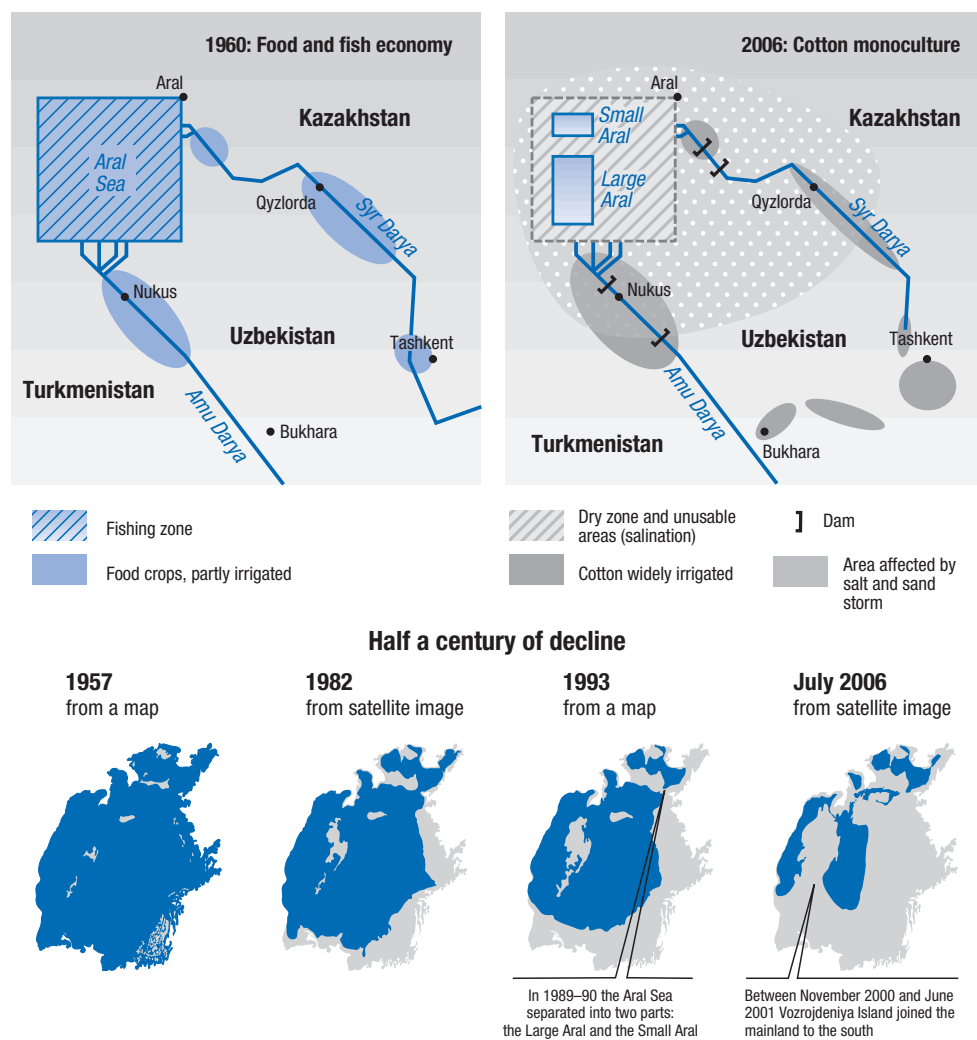 1960: Food and fish economy
Aral
Kazakhstan
Aral
Sea
Qyzlorda
Syr Darya
Nukus
Uzbekistan
Tashkent
Turkmenistan
Amu Darya
Bukhara
2006: Cotton monoculture
Aral
Small
Aral
Kazakhstan
Large
Aral
Qyzlorda
Syr Darya
Nukus
Uzbekistan
Tashkent
Amu Darya
Turkmenistan
Bukhara
Fishing zone
Food crops, partly irrigated
Dry zone and unusable
areas (salination)
Cotton widely irrigated
Dam
Area affected by
salt and sand
storm
Half a century of decline
1957
from a map
1982
from satellite image
1993
from a map
July 2006
from satellite image
In 1989–90 the Aral Sea
separated into two parts:
the Large Aral and the Small Aral
Between November 2000 and June
2001 Vozrojdeniya Island joined the
mainland to the south